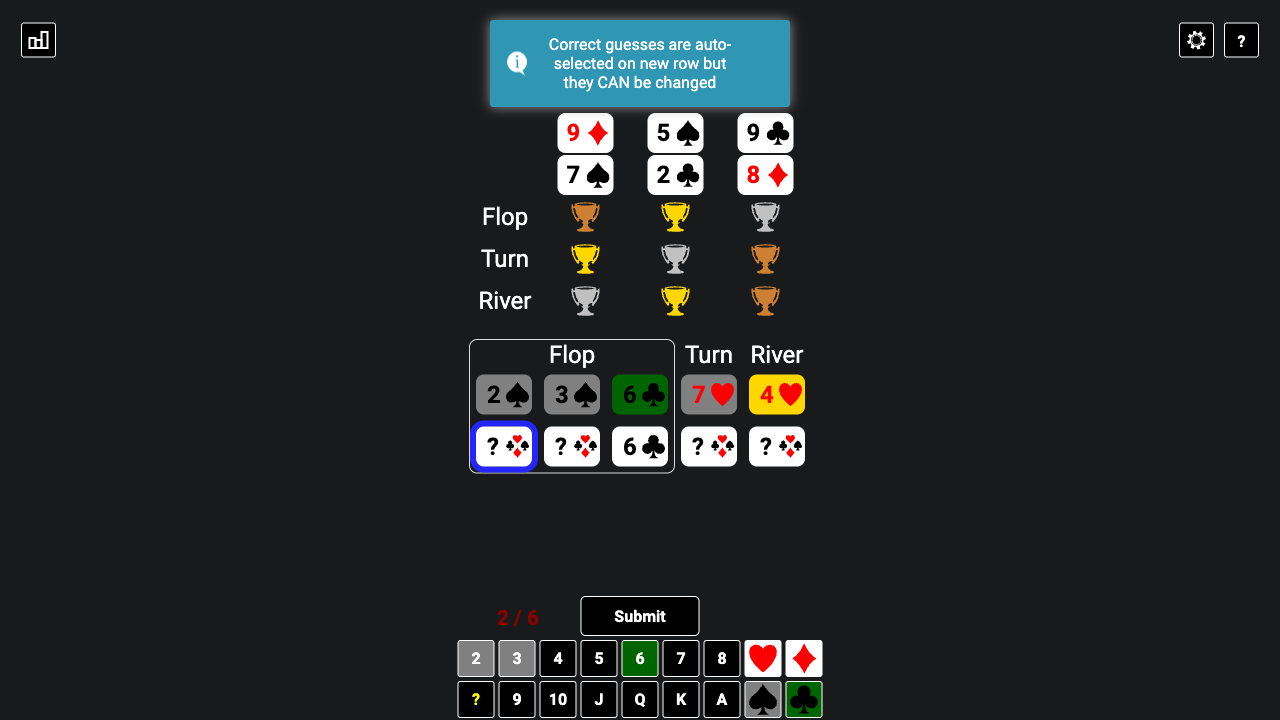 ?
i
Correct guesses are auto-
selected on new row but
they CAN be changed
9 5 9
7 2 8
Flop
Turn
River
Flop Turn River
2 3 6 7 4
? ? 6 ? ?
2 / 6 Submit
2 3 4 5 6 7 8
? 9 10 J Q K A